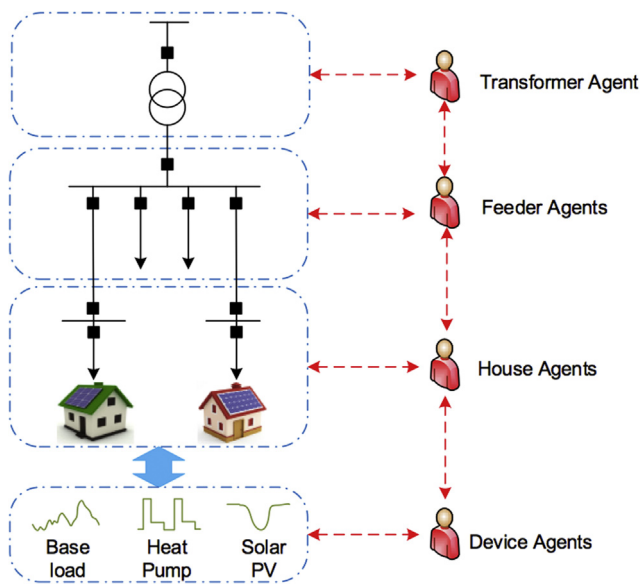 Transformer Agent
Feeder Agents
House Agents
Base
load
Heat
Pump
Solar
PV
Device Agents